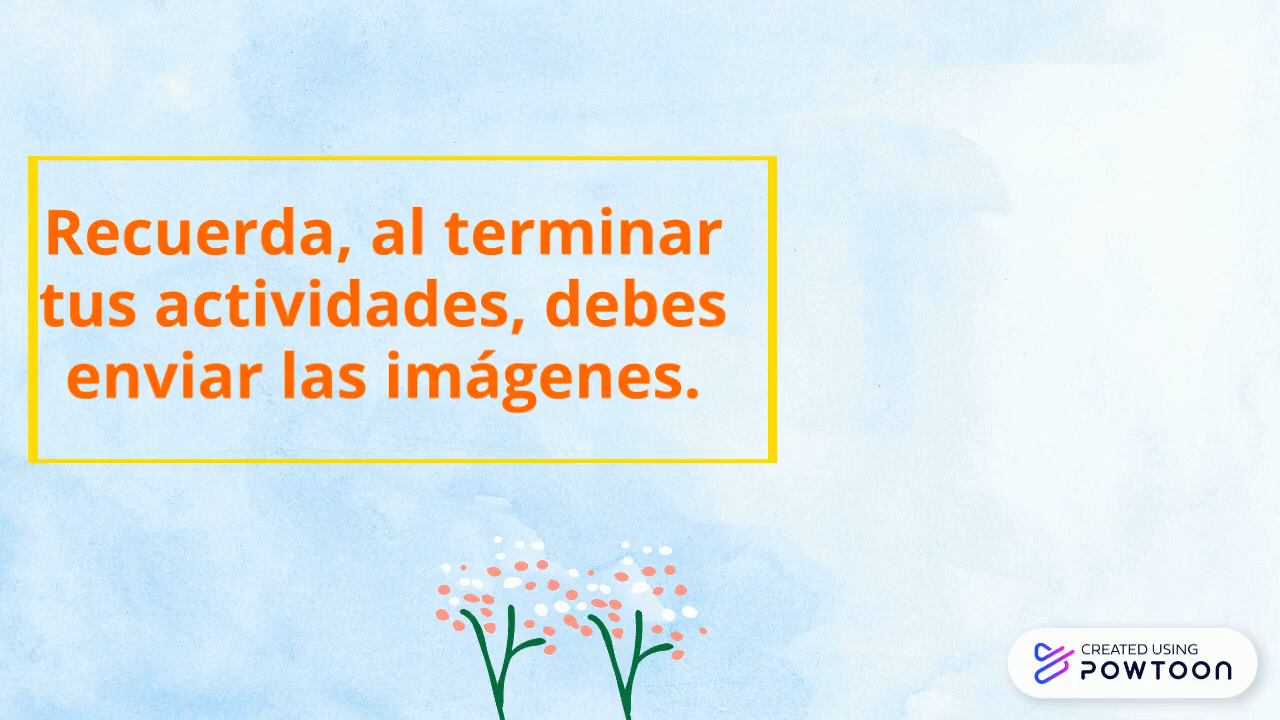 Recuerda, al terminar
tus actividades, debes
enviar las imágenes.
CREATED USING
POWTOON